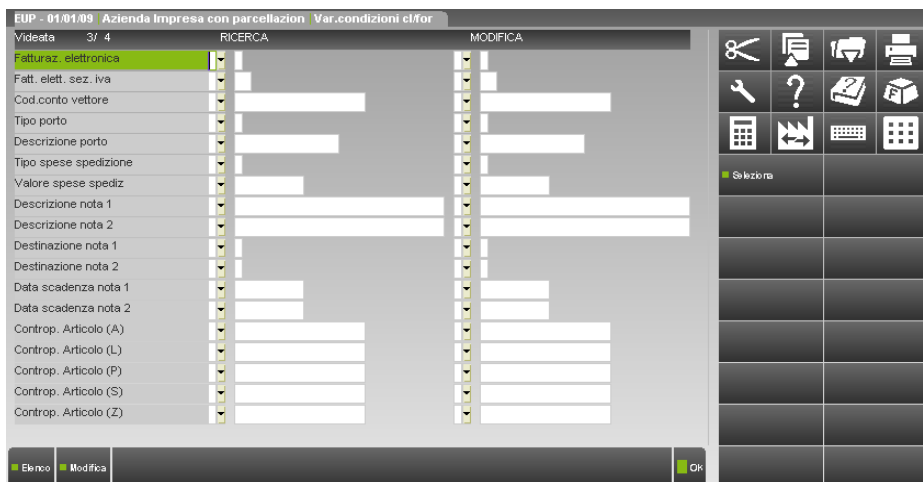 EUP - 01/01/09 Azienda Impresa con parcellazion Var.condizioni cl/for
Videata 3/ 4 RICERCA MODIFICA
Fatturaz. elettronica
Fatt. elett. sez. iva
Cod.conto vettore
Tipo porto
Descrizione porto
Tipo spese spedizione
Valore spese spediz
Descrizione nota 1
Descrizione nota 2
Destinazione nota 1
Destinazione nota 2
Data scadenza nota 1
Data scadenza nota 2
Controp. Articolo (A)
Controp. Articolo (L)
Controp. Articolo (P)
Controp. Articolo (S)
Controp. Articolo (Z)
Seleziona
Elenco Modifica Ok